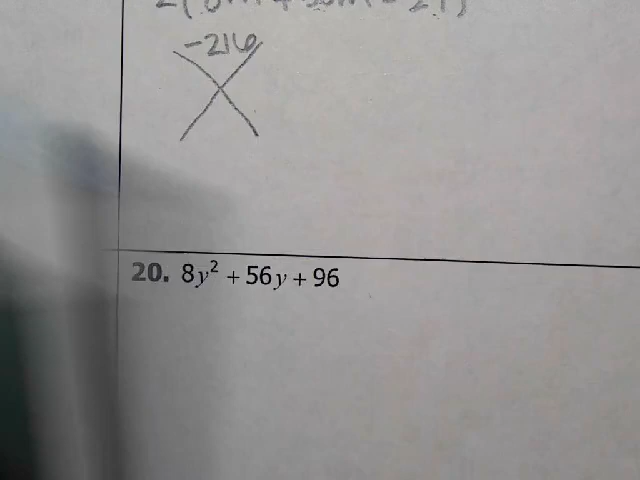 -216
20. 8y² + 56y + 96